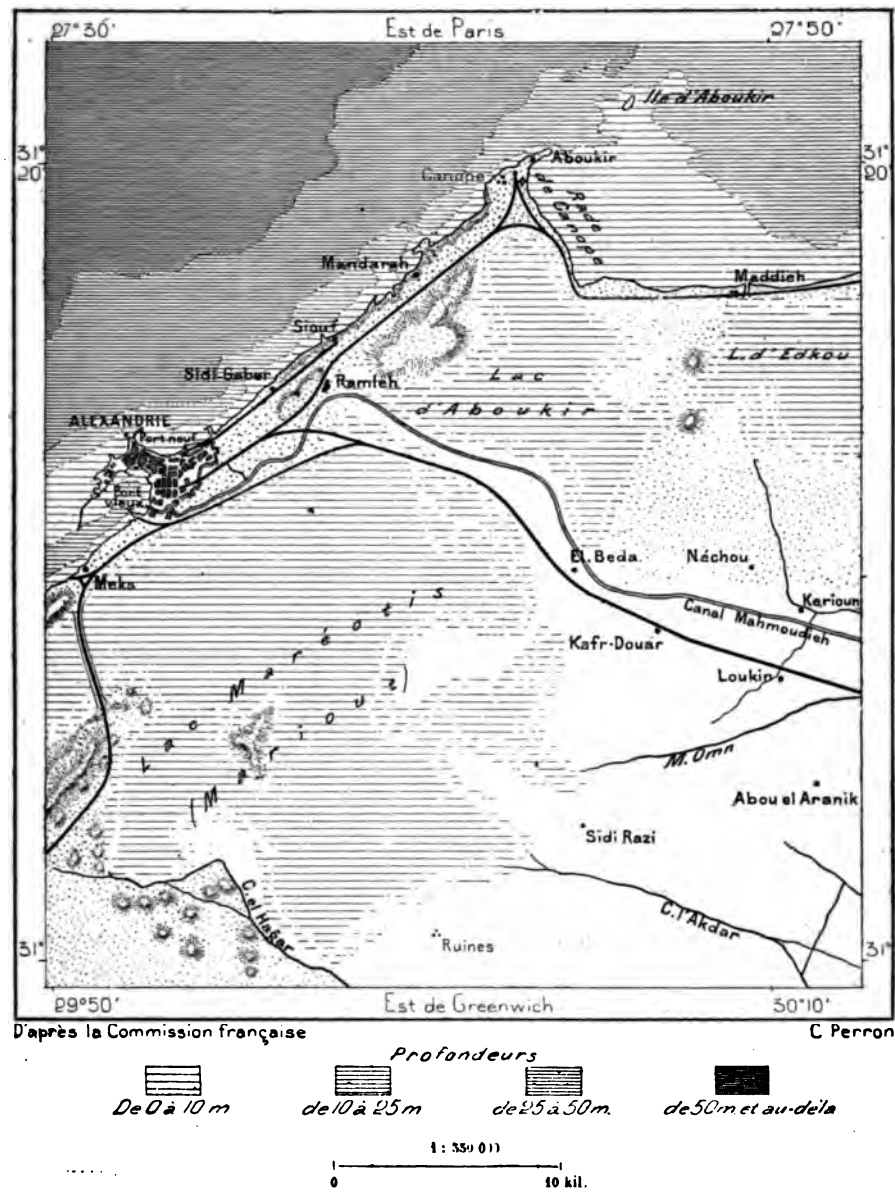 27°30' Est de Paris 27°50'
Ile d'Aboukir
31° 20' Aboukir 31° 20'
Canope
Rade de Canope
Mandarah
Maddieh
Siouf
L. d'Edkou
Sidi-Gaber
Ramleh
Lac d'Aboukir
ALEXANDRIE
Port neuf
Port vieux
Meks
El. Beda
Néchou
Karioun
Canal Mahmoudieh
Kafr-Douar
Loukin
Lac Maréotis
(Mariout)
M. Omn
Abou el Aranik
Sidi Razi
C. el Hagar
C. l'Akdar
Ruines
31° 31°
29°50' Est de Greenwich 50°10'
D'après la Commission française C Perron
Profondeurs
De 0 à 10 m de 10 à 25 m de 25 à 50 m. de 50 m. et au-delà
0 10 kil.